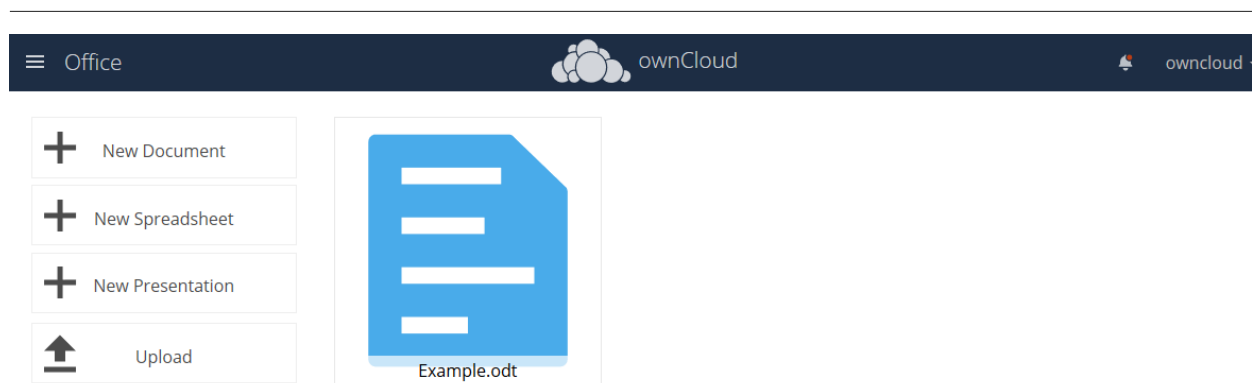 Office
ownCloud
owncloud
New Document
New Spreadsheet
New Presentation
Upload
Example.odt